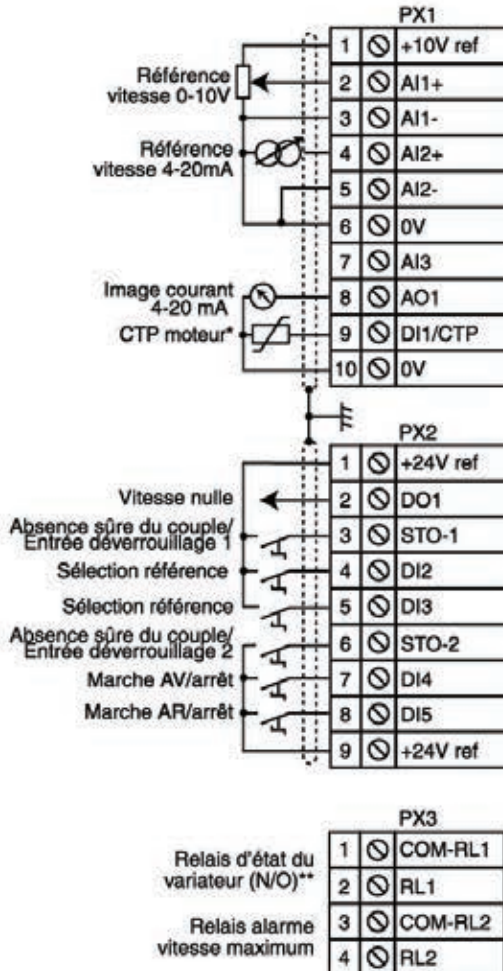 PX1
1 +10V ref
Référence
vitesse 0-10V
2 AI1+
3 AI1-
Référence
vitesse 4-20mA
4 AI2+
5 AI2-
6 0V
7 AI3
Image courant
4-20 mA
8 AO1
CTP moteur*
9 DI1/CTP
10 0V
PX2
1 +24V ref
Vitesse nulle
2 DO1
Absence sûre du couple/
Entrée déverrouillage 1
3 STO-1
Sélection référence
4 DI2
Sélection référence
5 DI3
Absence sûre du couple/
Entrée déverrouillage 2
6 STO-2
Marche AV/arrêt
7 DI4
Marche AR/arrêt
8 DI5
9 +24V ref
PX3
Relais d'état du
variateur (N/O)**
1 COM-RL1
2 RL1
Relais alarme
vitesse maximum
3 COM-RL2
4 RL2